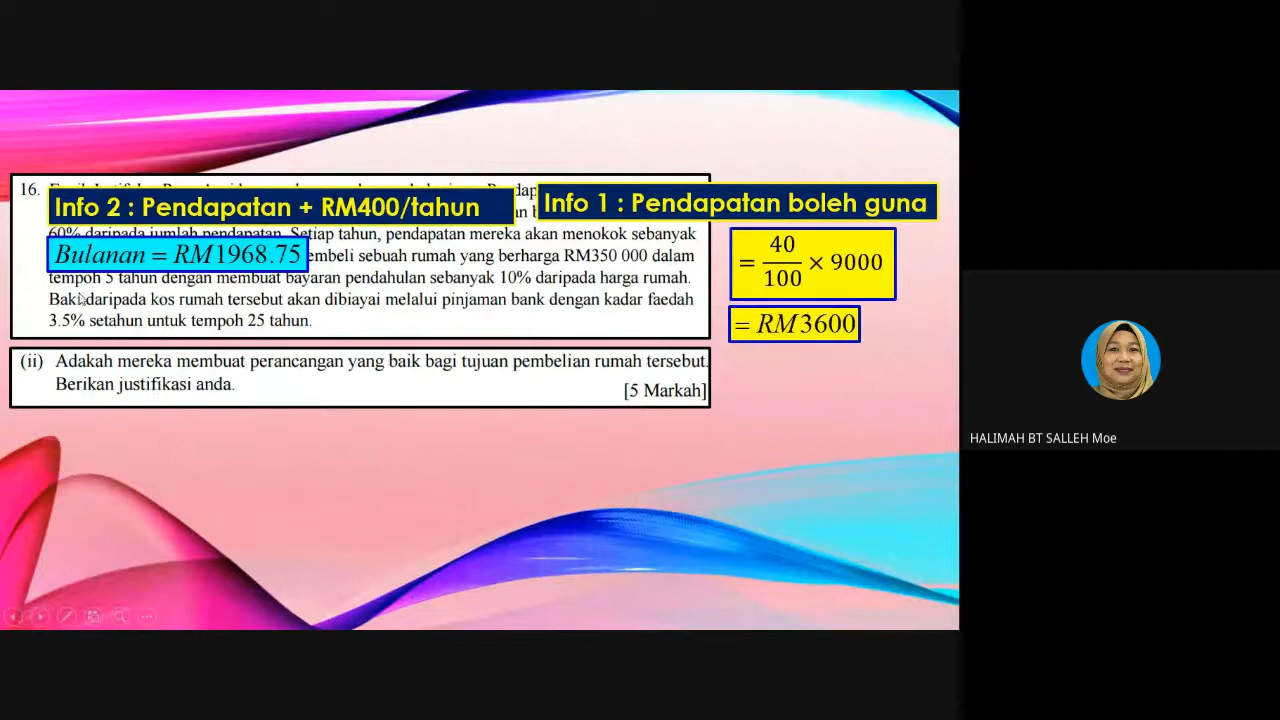 16.
Info 2 : Pendapatan + RM400/tahun
Info 1 : Pendapatan boleh guna
60% daripada jumlah pendapatan. Setiap tahun, pendapatan mereka akan menokok sebanyak
Bulanan = RM1968.75
sebuah rumah yang berharga RM350 000 dalam
tempoh 5 tahun dengan membuat bayaran pendahulan sebanyak 10% daripada harga rumah.
Baki daripada kos rumah tersebut akan dibiayai melalui pinjaman bank dengan kadar faedah
3.5% setahun untuk tempoh 25 tahun.
= 40/100 × 9000
= RM3600
(ii) Adakah mereka membuat perancangan yang baik bagi tujuan pembelian rumah tersebut.
Berikan justifikasi anda.
[5 Markah]
HALIMAH BT SALLEH Moe